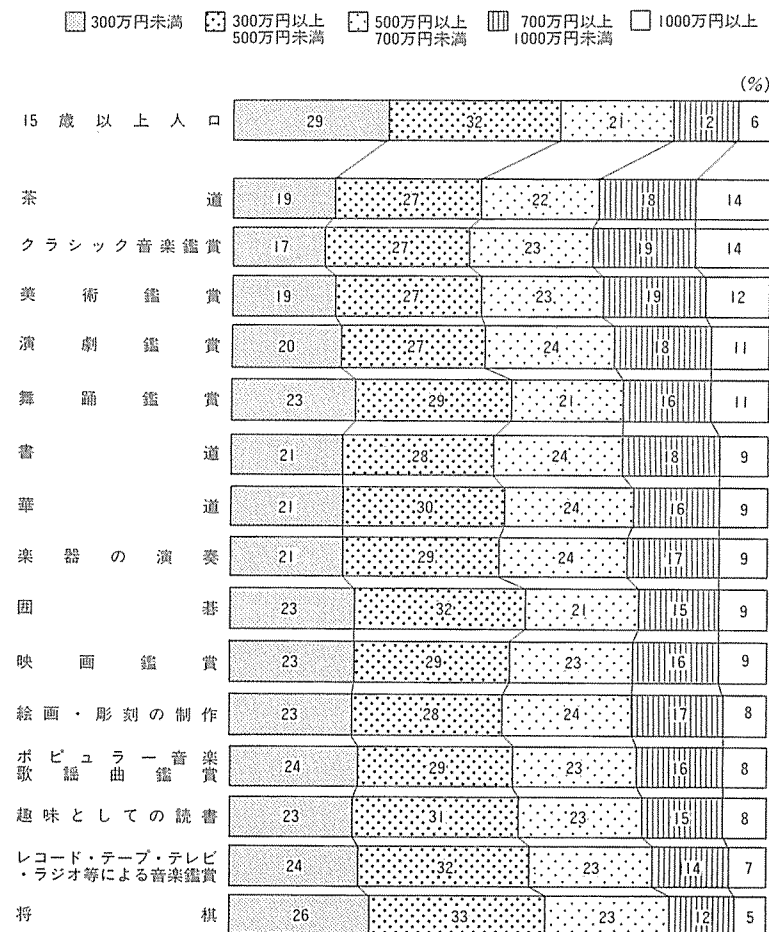 300万円未満 300万円以上 500万円未満 500万円以上 700万円未満 700万円以上 1000万円未満 1000万円以上
(%)
15歳以上人口 29 32 21 12 6
茶道 19 27 22 18 14
クラシック音楽鑑賞 17 27 23 19 14
美術鑑賞 19 27 23 19 12
演劇鑑賞 20 27 24 18 11
舞踊鑑賞 23 29 21 16 11
書道 21 28 24 18 9
華道 21 30 24 16 9
楽器の演奏 21 29 24 17 9
囲碁 23 32 21 15 9
映画鑑賞 23 29 23 16 9
絵画・彫刻の制作 23 28 24 17 8
ポピュラー音楽
歌謡曲鑑賞 24 29 23 16 8
趣味としての読書 23 31 23 15 8
レコード・テープ・テレビ
・ラジオ等による音楽鑑賞 24 32 23 14 7
将棋 26 33 23 12 5